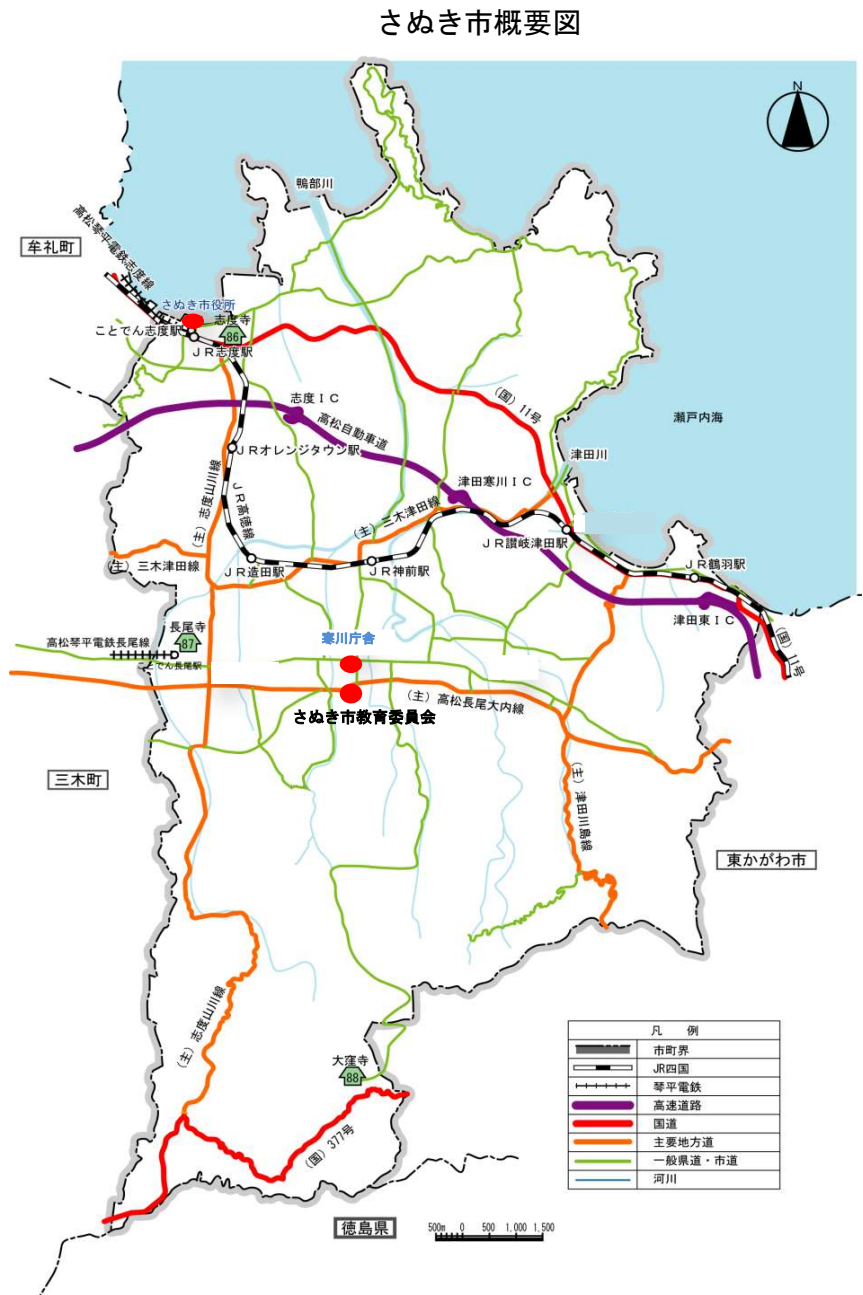 さぬき市概要図
N
鴨部川
高松琴平電鉄志度線
牟礼町
さぬき市役所
志度寺
ことでん志度駅
86
JR志度駅
志度IC
(国)11号
高松自動車道
瀬戸内海
JRオレンジタウン駅
津田川
(主)志度山川線
JR高徳線
津田寒川IC
(主)三木津田線
JR讃岐津田駅
(主)三木津田線
JR造田駅
JR神前駅
JR鶴羽駅
津田東IC
長尾寺
87
寒川庁舎
(国)11号
高松琴平電鉄長尾線
ことでん長尾駅
(主)高松長尾大内線
さぬき市教育委員会
三木町
(主)津田川島線
東かがわ市
(主)志度山川線
大窪寺
88
(国)377号
凡 例
市町界
JR四国
琴平電鉄
高速道路
国道
主要地方道
一般県道・市道
河川
徳島県
500m 0 500 1,000 1,500